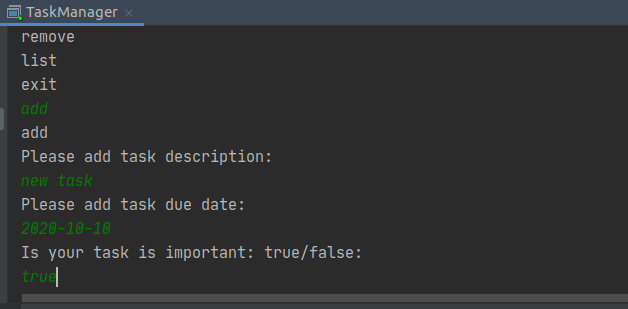 TaskManager
remove
list
exit
add
add
Please add task description:
new task
Please add task due date:
2020-10-10
Is your task is important: true/false:
true